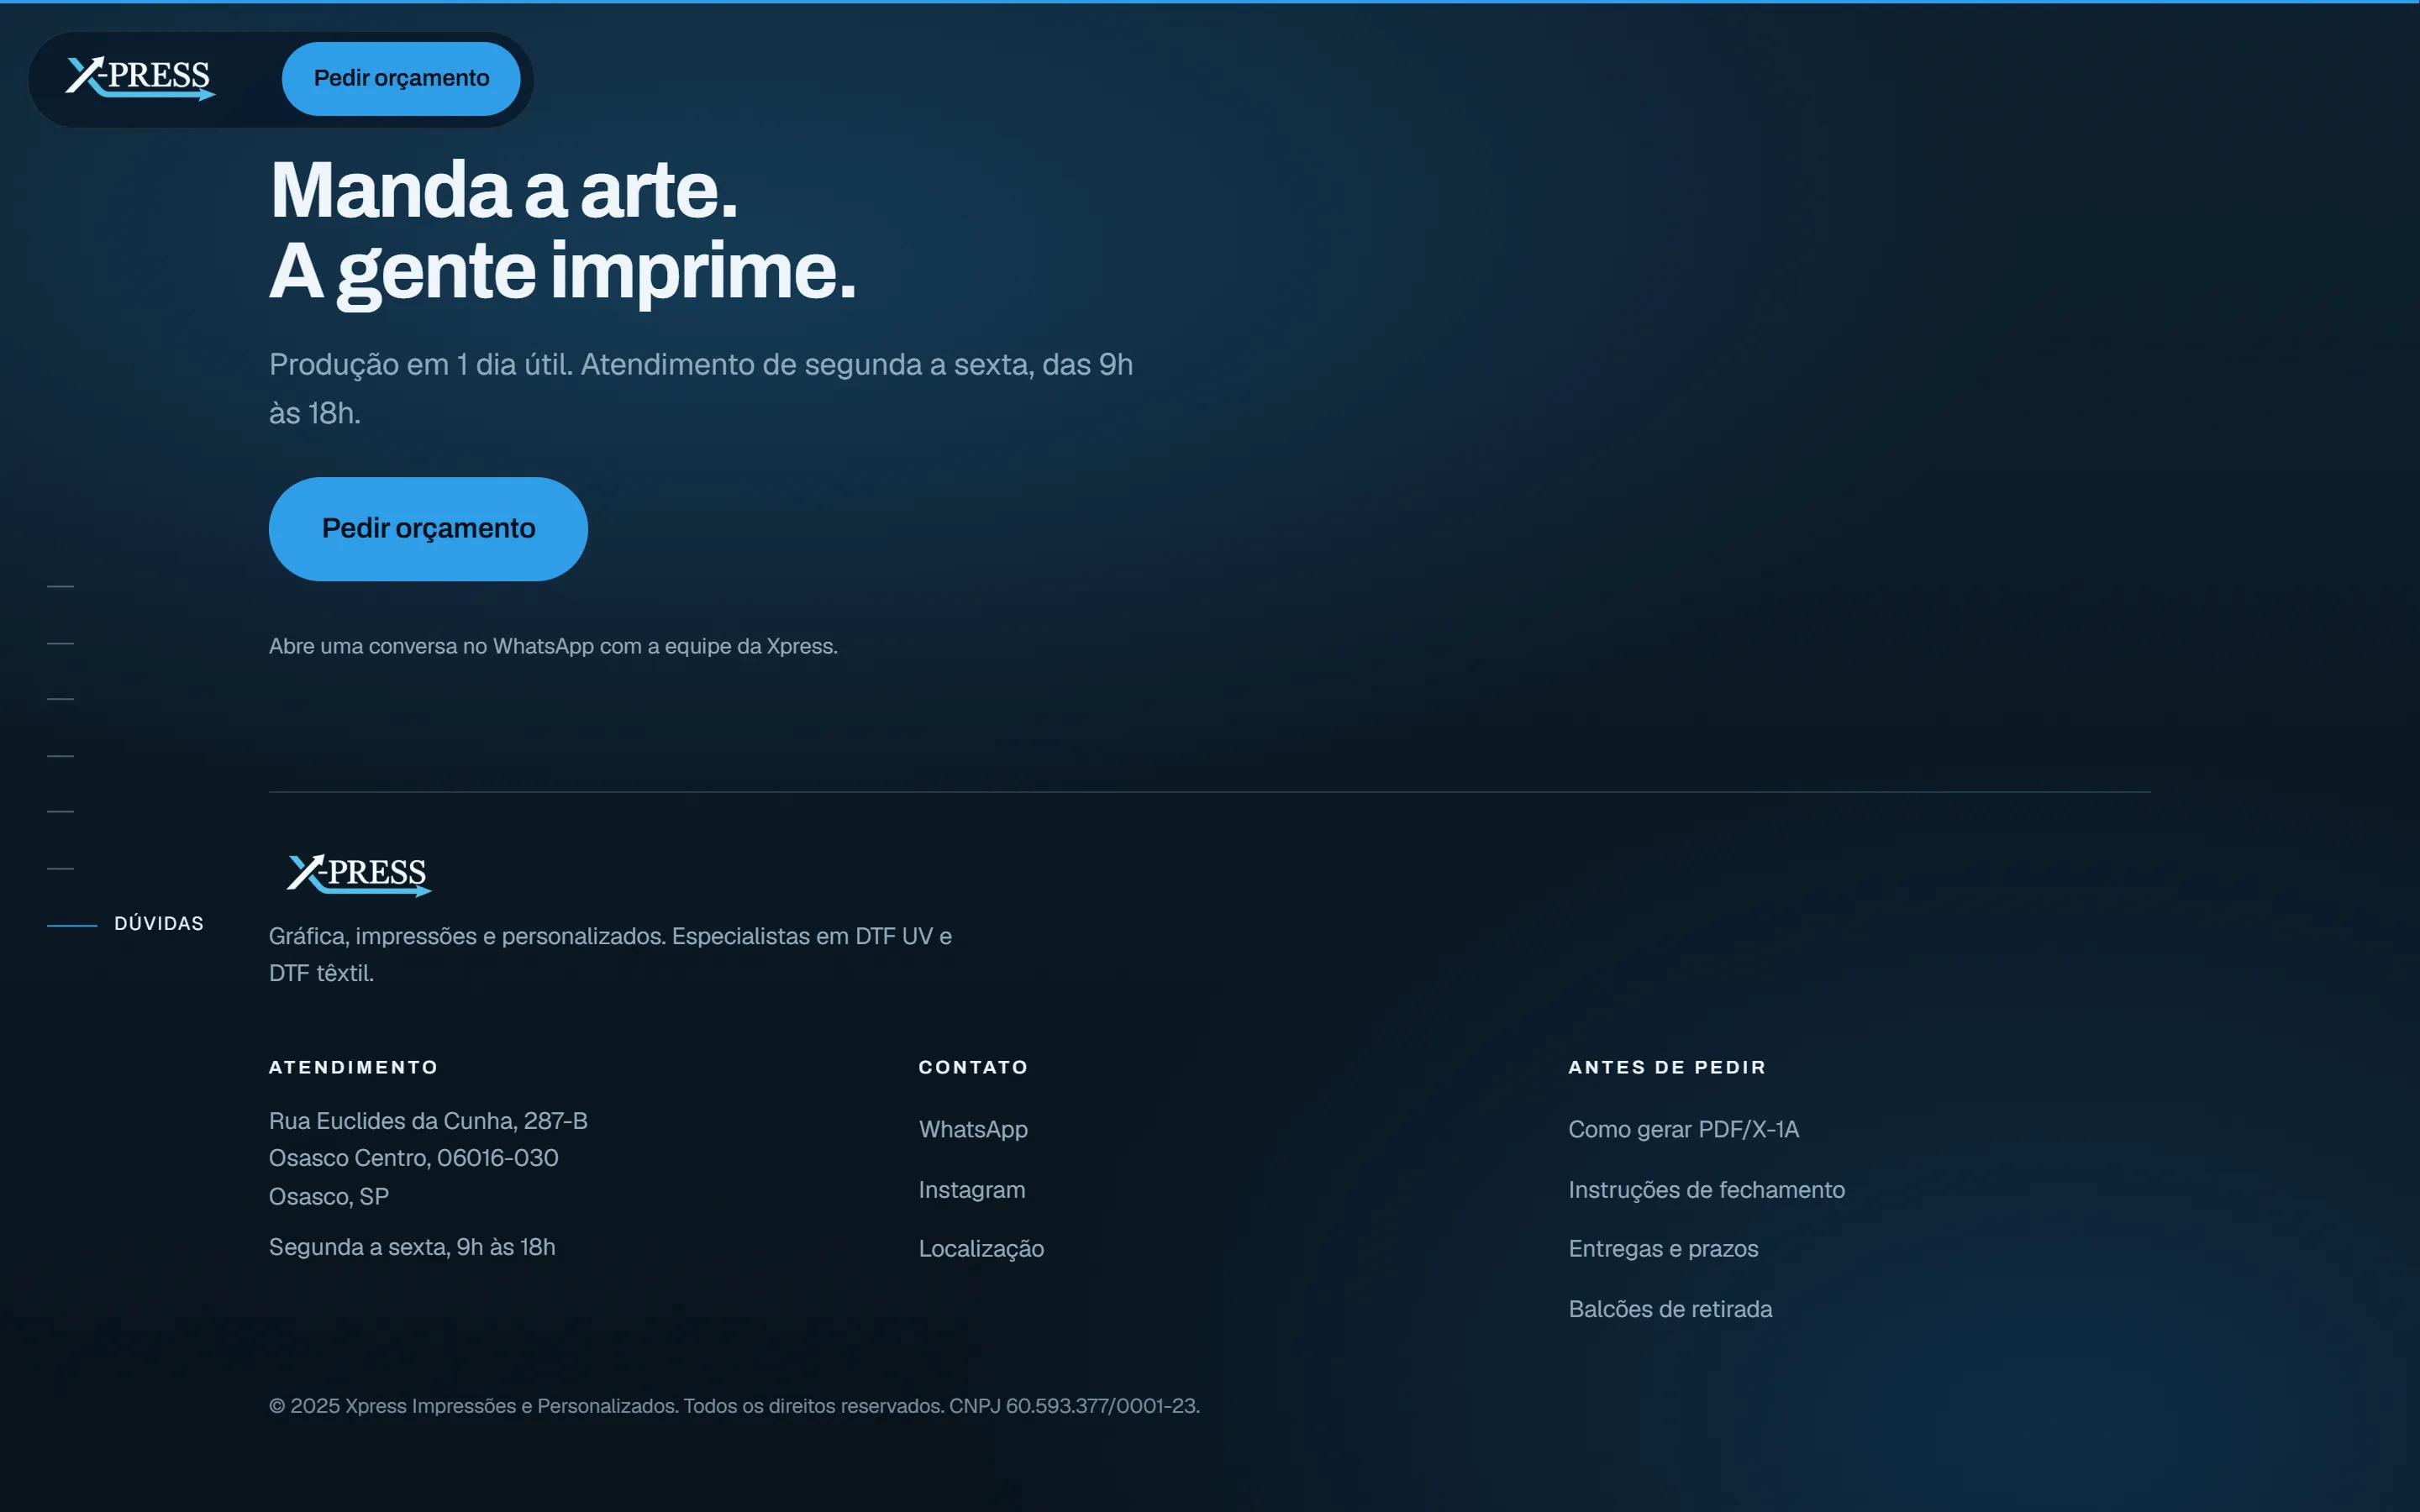 X-PRESS
Pedir orçamento
Manda a arte.
A gente imprime.
Produção em 1 dia útil. Atendimento de segunda a sexta, das 9h
às 18h.
Pedir orçamento
Abre uma conversa no WhatsApp com a equipe da Xpress.
X-PRESS
DÚVIDAS
Gráfica, impressões e personalizados. Especialistas em DTF UV e
DTF têxtil.
ATENDIMENTO
Rua Euclides da Cunha, 287-B
Osasco Centro, 06016-030
Osasco, SP
Segunda a sexta, 9h às 18h
CONTATO
WhatsApp
Instagram
Localização
ANTES DE PEDIR
Como gerar PDF/X-1A
Instruções de fechamento
Entregas e prazos
Balcões de retirada
© 2025 Xpress Impressões e Personalizados. Todos os direitos reservados. CNPJ 60.593.377/0001-23.